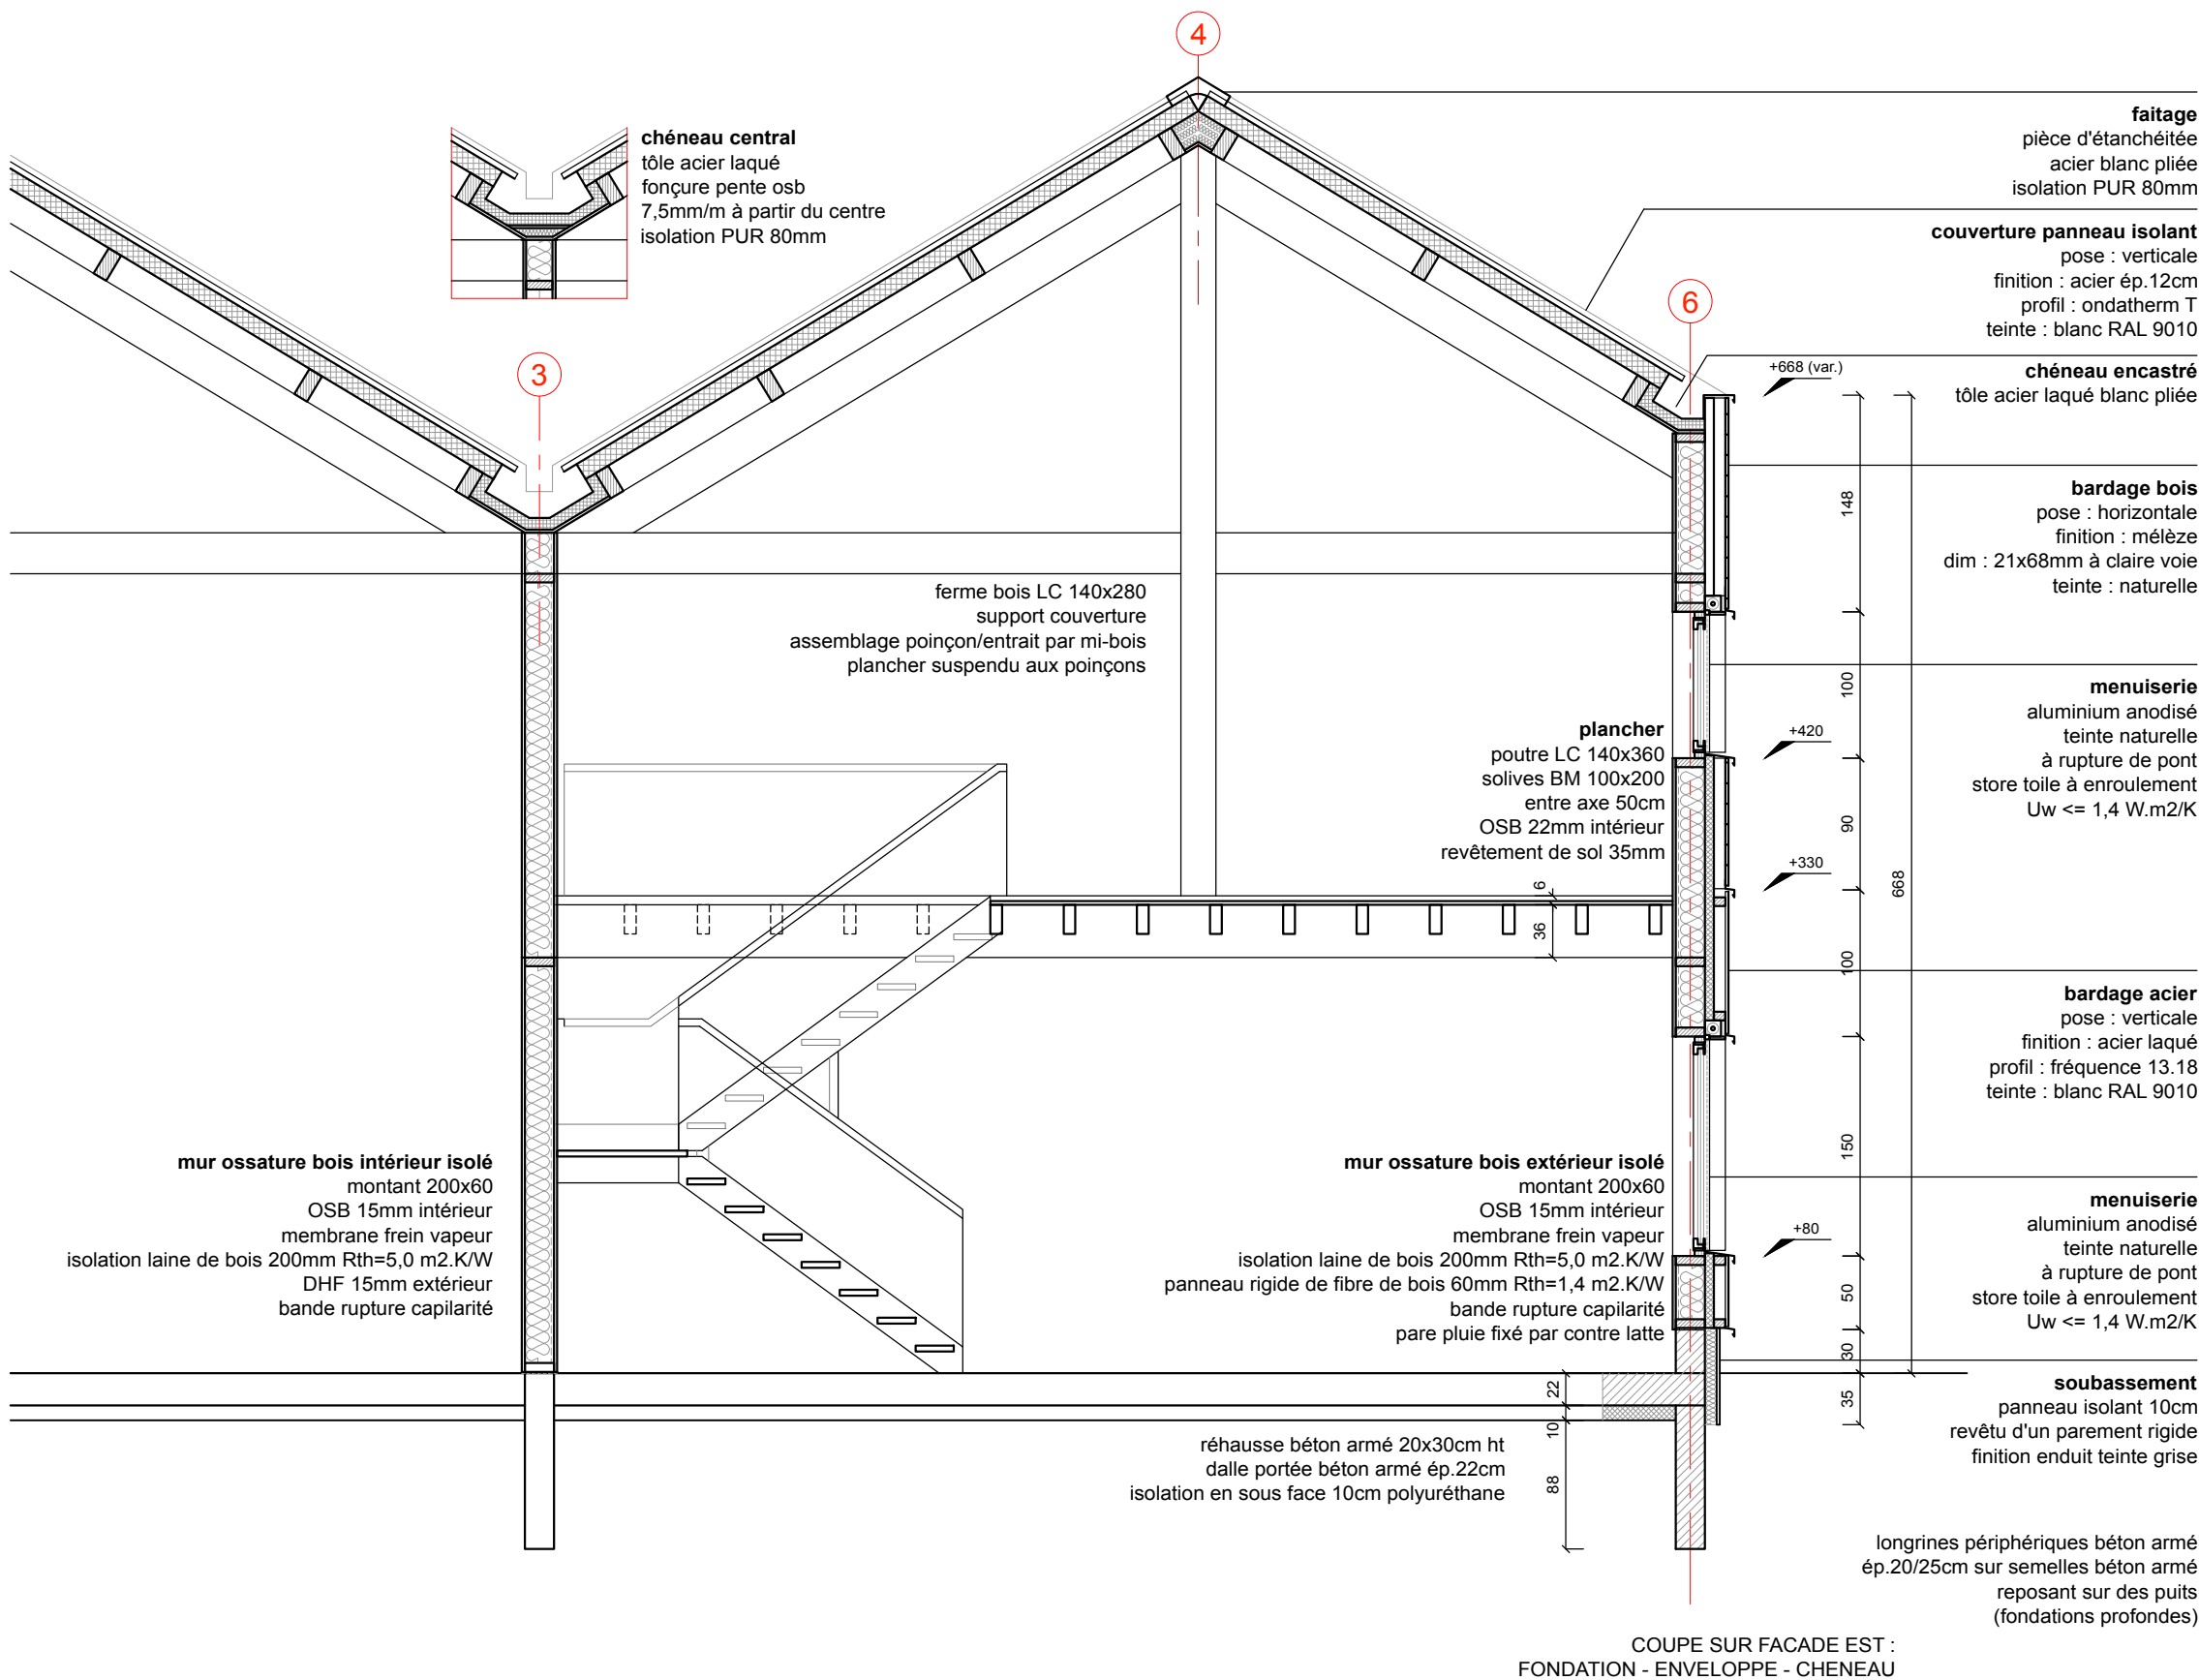 4
faitage
pièce d'étanchéitée
acier blanc pliée
isolation PUR 80mm
chéneau central
tôle acier laqué
fonçure pente osb
7,5mm/m à partir du centre
isolation PUR 80mm
couverture panneau isolant
pose : verticale
finition : acier ép.12cm
profil : ondatherm T
teinte : blanc RAL 9010
6
3
+668 (var.)
chéneau encastré
tôle acier laqué blanc pliée
148
668
bardage bois
pose : horizontale
finition : mélèze
dim : 21x68mm à claire voie
teinte : naturelle
ferme bois LC 140x280
support couverture
assemblage poinçon/entrait par mi-bois
plancher suspendu aux poinçons
100
menuiserie
aluminium anodisé
teinte naturelle
à rupture de pont
store toile à enroulement
Uw <= 1,4 W.m2/K
+420
plancher
poutre LC 140x360
solives BM 100x200
entre axe 50cm
OSB 22mm intérieur
revêtement de sol 35mm
90
+330
6
36
100
bardage acier
pose : verticale
finition : acier laqué
profil : fréquence 13.18
teinte : blanc RAL 9010
150
mur ossature bois intérieur isolé
montant 200x60
OSB 15mm intérieur
membrane frein vapeur
isolation laine de bois 200mm Rth=5,0 m2.K/W
DHF 15mm extérieur
bande rupture capilarité
mur ossature bois extérieur isolé
montant 200x60
OSB 15mm intérieur
membrane frein vapeur
isolation laine de bois 200mm Rth=5,0 m2.K/W
panneau rigide de fibre de bois 60mm Rth=1,4 m2.K/W
bande rupture capilarité
pare pluie fixé par contre latte
+80
menuiserie
aluminium anodisé
teinte naturelle
à rupture de pont
store toile à enroulement
Uw <= 1,4 W.m2/K
50
30
35
22
10
88
soubassement
panneau isolant 10cm
revêtu d'un parement rigide
finition enduit teinte grise
réhausse béton armé 20x30cm ht
dalle portée béton armé ép.22cm
isolation en sous face 10cm polyuréthane
longrines périphériques béton armé
ép.20/25cm sur semelles béton armé
reposant sur des puits
(fondations profondes)
COUPE SUR FACADE EST :
FONDATION - ENVELOPPE - CHENEAU